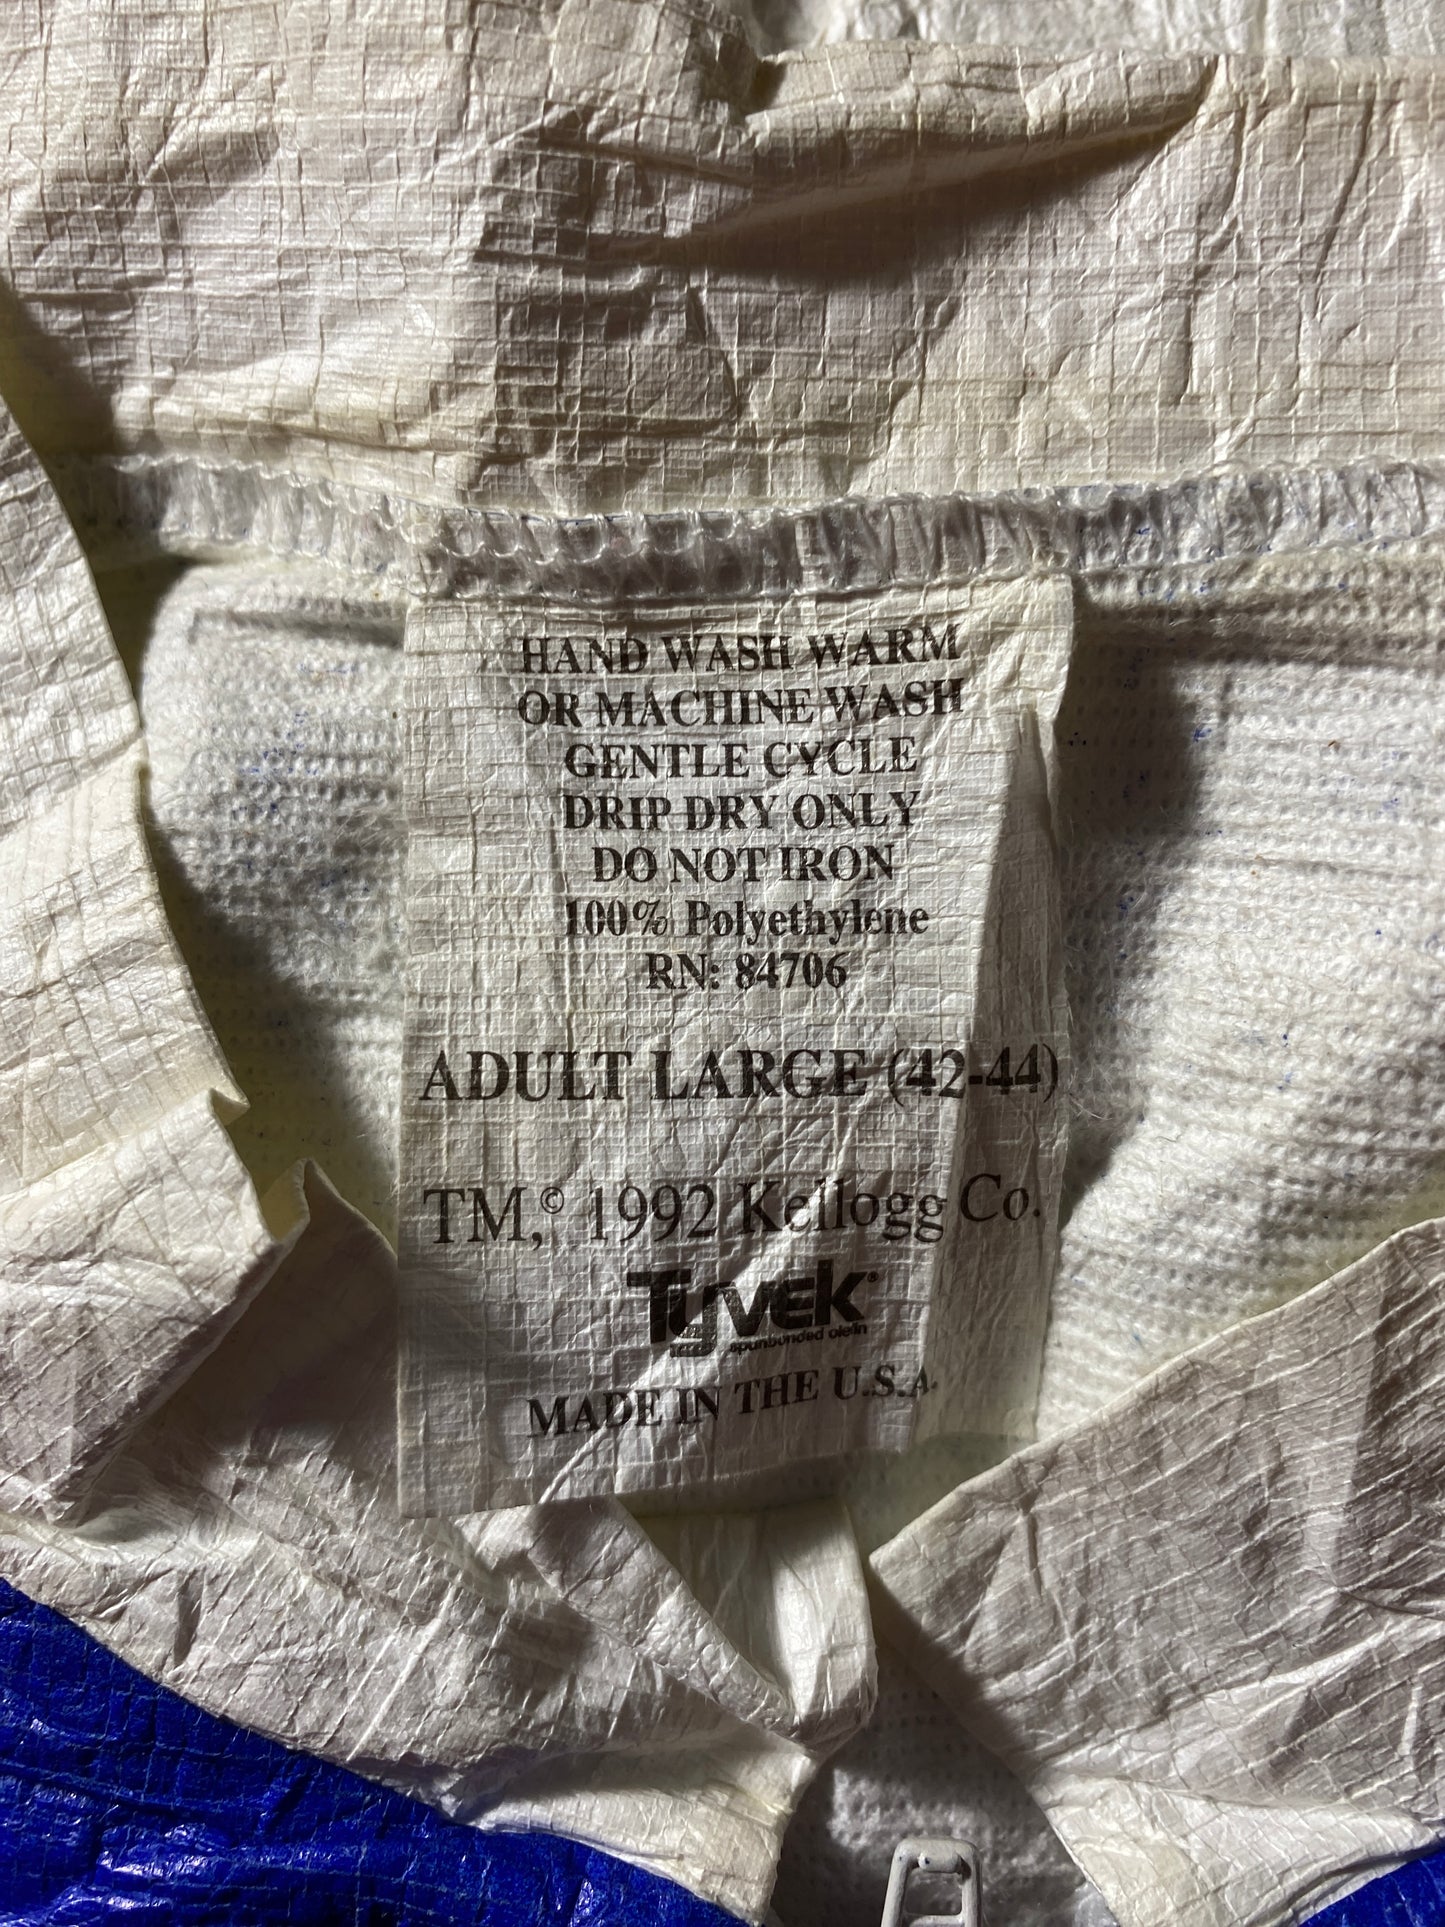 HAND WASH WARM
OR MACHINE WASH
GENTLE CYCLE
DRIP DRY ONLY
DO NOT IRON
100% Polyethylene
RN: 84706
ADULT LARGE (42-44)
TM, © 1992 Kellogg Co.
Tyvek®
spunbonded olefin
MADE IN THE U.S.A.